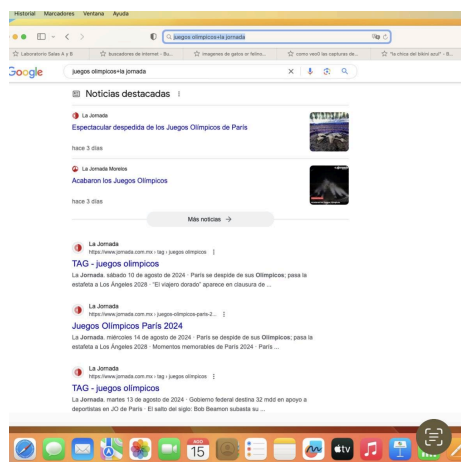 Historial Marcadores Ventana Ayuda
juegos olimpicos+la jornada
Laboratorio Salas A y B
buscadores de internet - Bu...
imagenes de gatos or felino...
como veo0 las capturas de...
"la chica del bikini azul" - B...
Google
juegos olimpicos+la jornada
Noticias destacadas
La Jornada
Espectacular despedida de los Juegos Olímpicos de París
hace 3 días
La Jornada Morelos
Acabaron los Juegos Olímpicos
hace 3 días
Más noticias →
La Jornada
https://www.jornada.com.mx › tag › juegos olimpicos
TAG - juegos olimpicos
La Jornada. sábado 10 de agosto de 2024 · París se despide de sus Olímpicos; pasa la
estafeta a Los Ángeles 2028 · "El viajero dorado" aparece en clausura de ...
La Jornada
https://www.jornada.com.mx › juegos-olimpicos-paris-2...
Juegos Olímpicos París 2024
La Jornada. miércoles 14 de agosto de 2024 · París se despide de sus Olímpicos; pasa la
estafeta a Los Ángeles 2028 · Momentos memorables de París 2024 · París ...
La Jornada
https://www.jornada.com.mx › tag › juegos olimpicos
TAG - juegos olimpicos
La Jornada. martes 13 de agosto de 2024 · Gobierno federal destina 32 mdd en apoyo a
deportistas en JO de París · El salto del siglo: Bob Beamon subasta su ...
AGO
15
tv